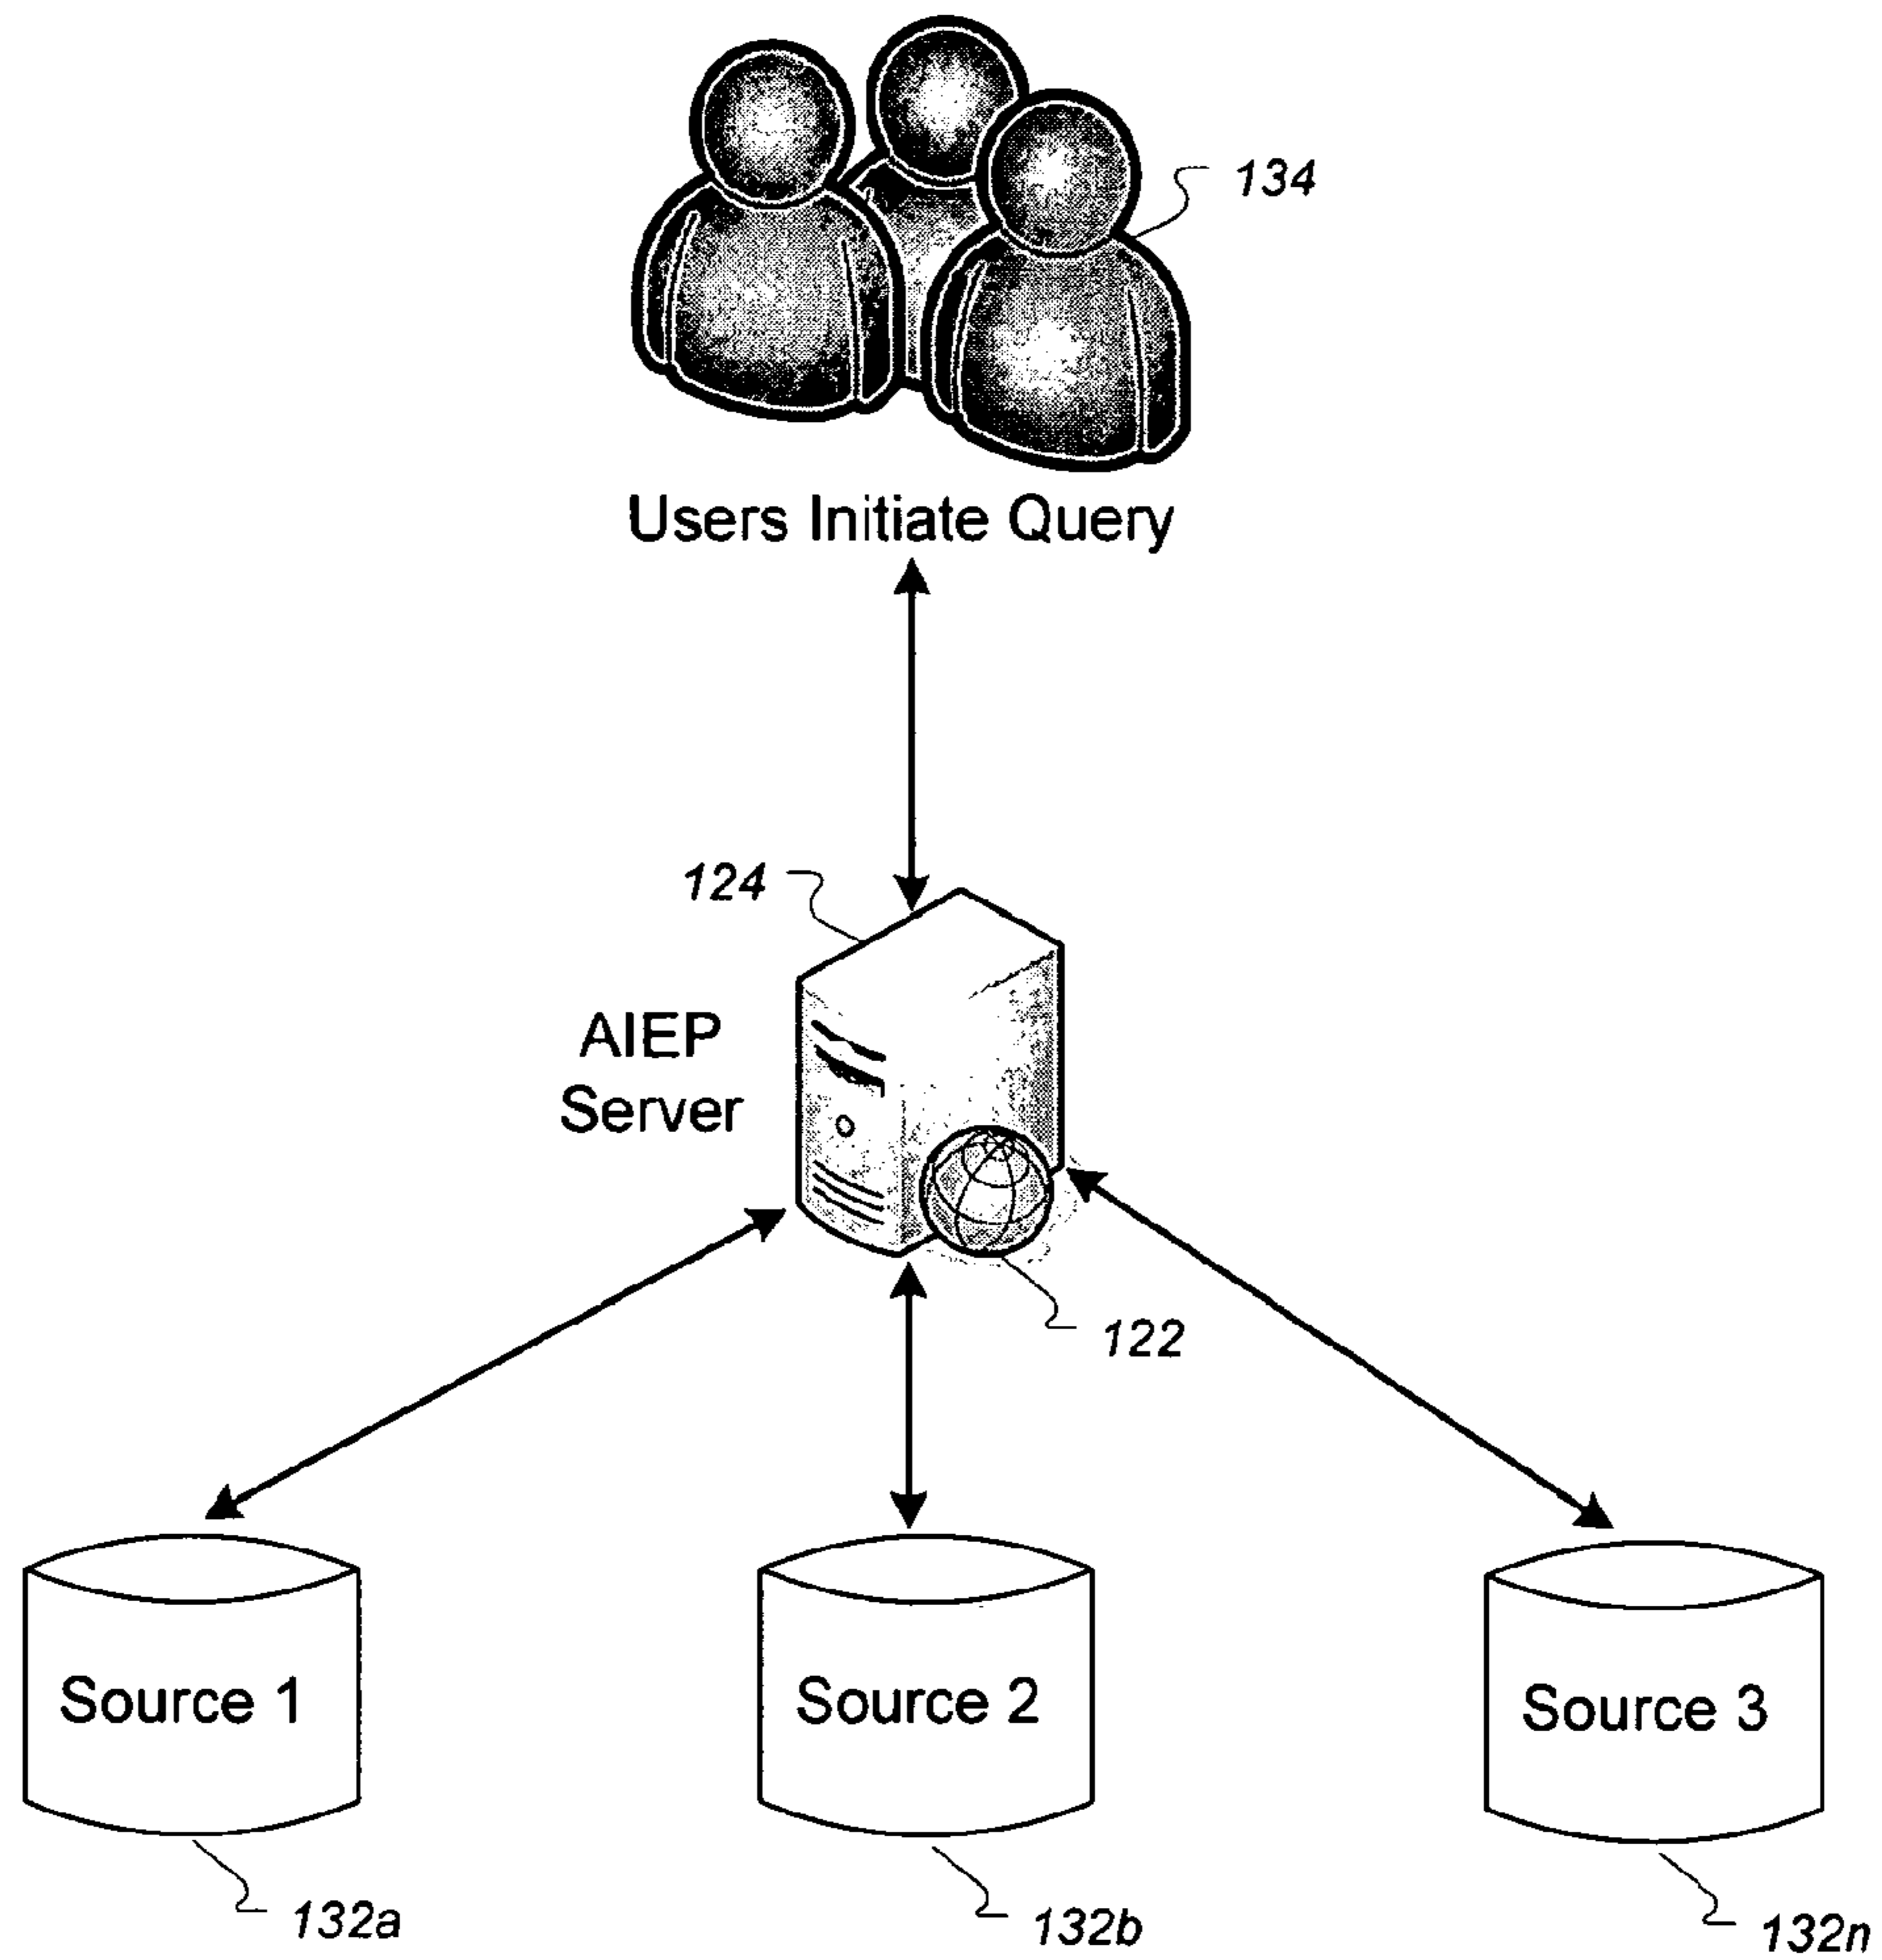 134
Users Initiate Query
124
AIEP
Server
122
Source 1
Source 2
Source 3
132a
132b
132n